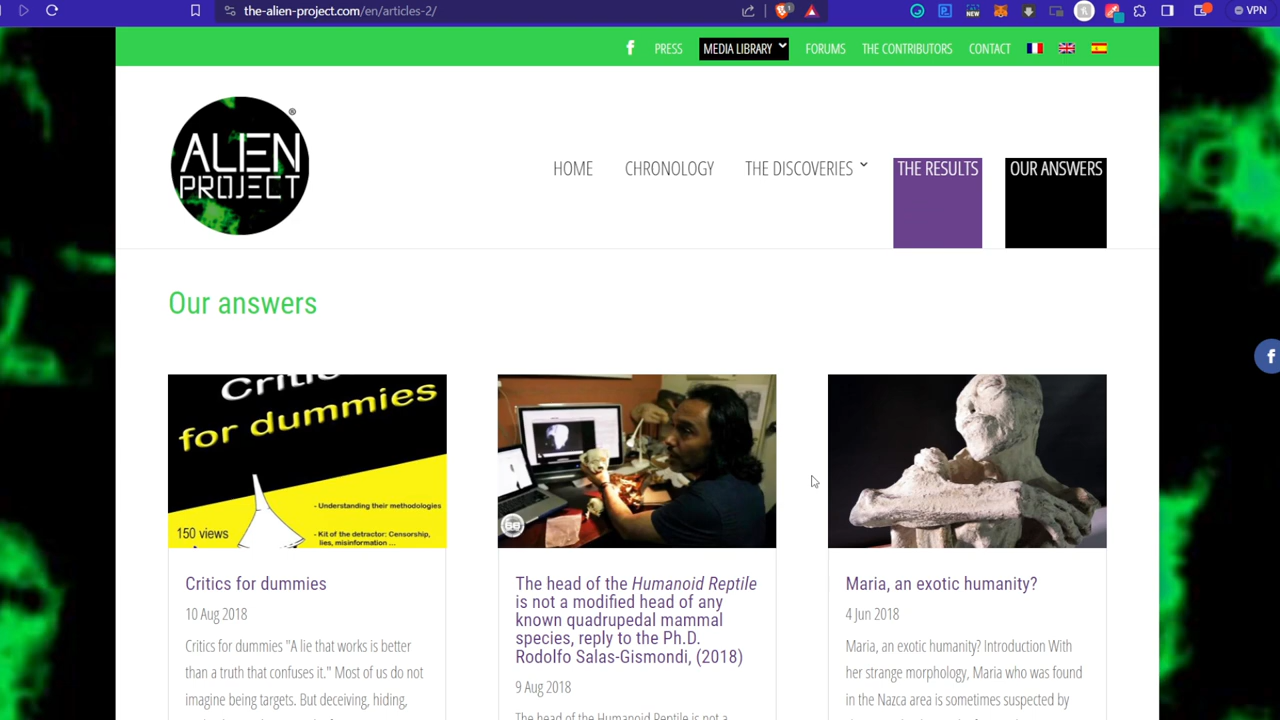 the-alien-project.com/en/articles-2/
1
NEW
VPN
PRESS
MEDIA LIBRARY
FORUMS
THE CONTRIBUTORS
CONTACT
ALIEN
PROJECT
®
HOME
CHRONOLOGY
THE DISCOVERIES
THE RESULTS
OUR ANSWERS
Our answers
Critic
for dummies
- Understanding their methodologies
150 views
- Kit of the detractor: Censorship,
lies, misinformation ...
Critics for dummies
10 Aug 2018
Critics for dummies "A lie that works is better
than a truth that confuses it." Most of us do not
imagine being targets. But deceiving, hiding,
The head of the Humanoid Reptile
is not a modified head of any
known quadrupedal mammal
species, reply to the Ph.D.
Rodolfo Salas-Gismondi, (2018)
9 Aug 2018
The head of the Humanoid Reptile is not a
Maria, an exotic humanity?
4 Jun 2018
Maria, an exotic humanity? Introduction With
her strange morphology, Maria who was found
in the Nazca area is sometimes suspected by